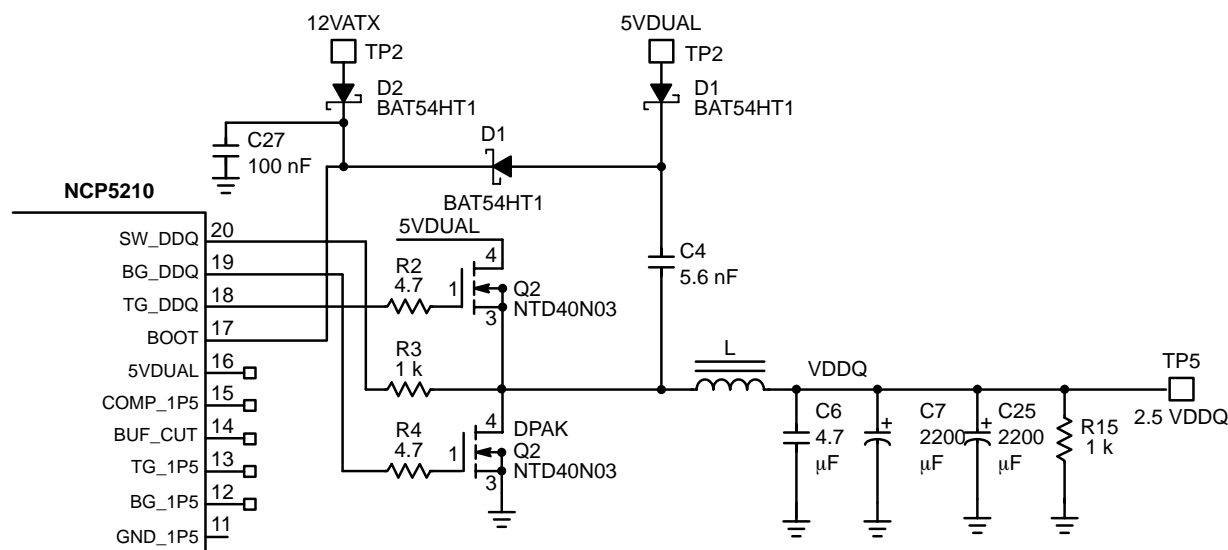 12VATX
TP2
D2
BAT54HT1
5VDUAL
TP2
D1
BAT54HT1
C27
100 nF
D1
BAT54HT1
NCP5210
SW_DDQ 20
BG_DDQ 19
TG_DDQ 18
BOOT 17
5VDUAL 16
COMP_1P5 15
BUF_CUT 14
TG_1P5 13
BG_1P5 12
GND_1P5 11
5VDUAL
R2
4.7
1
4
3
Q2
NTD40N03
C4
5.6 nF
R3
1 k
R4
4.7
1
4
3
DPAK
Q2
NTD40N03
L
VDDQ
TP5
2.5 VDDQ
C6
4.7
μF
+
C7
2200
μF
+
C25
2200
μF
R15
1 k